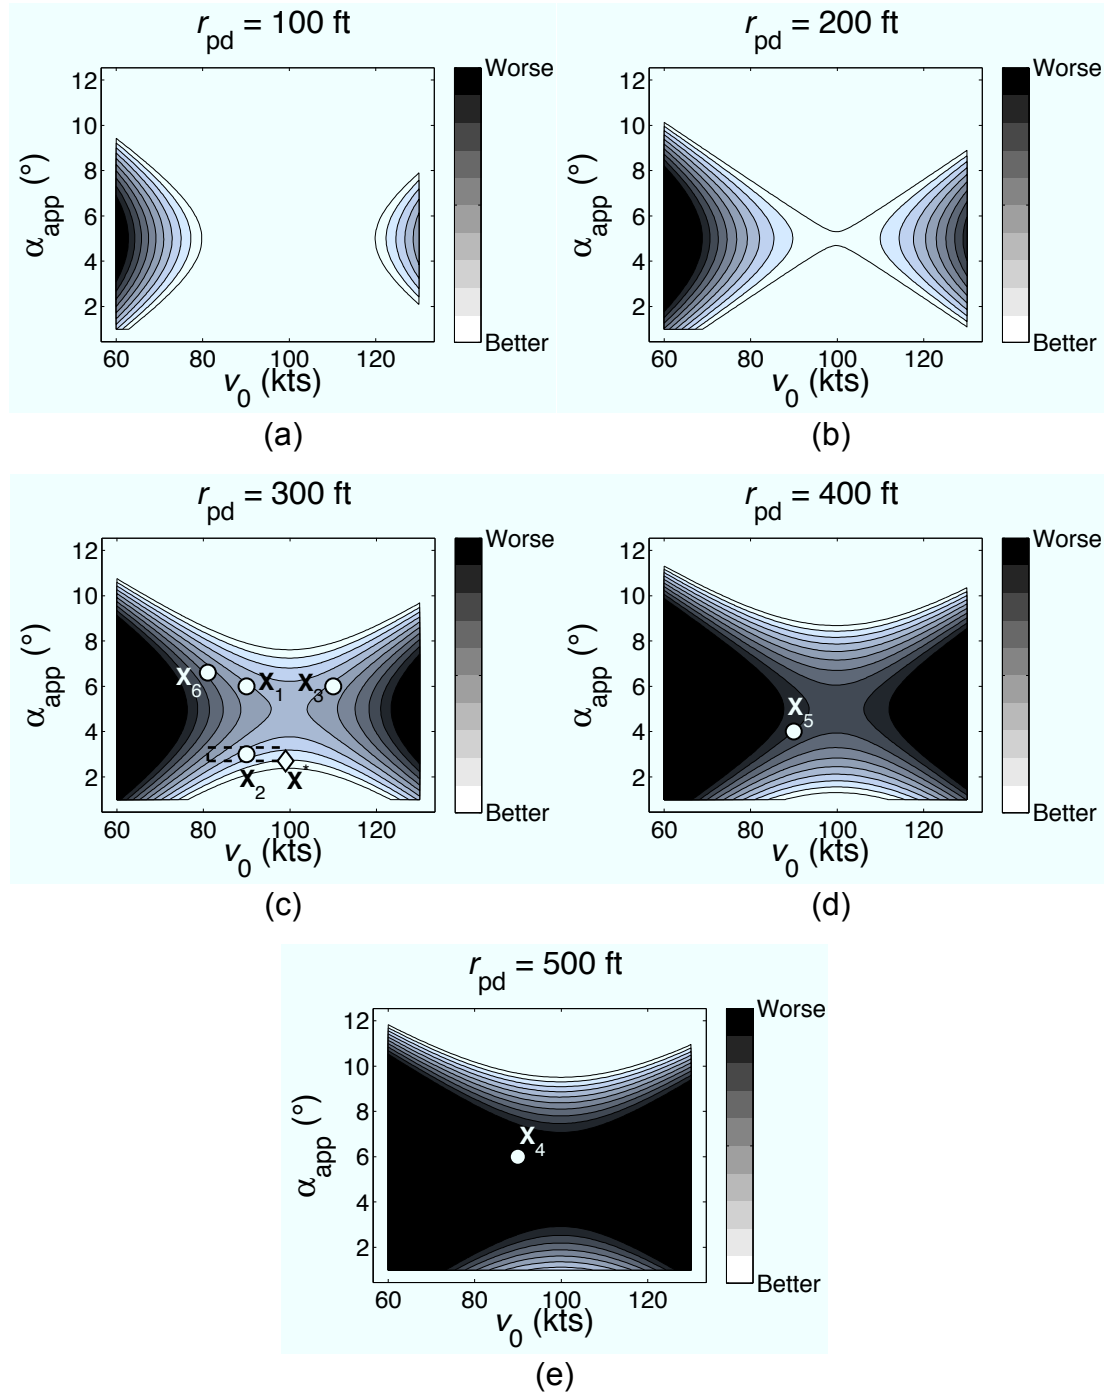 r_pd = 100 ft
r_pd = 200 ft
Worse
Worse
12
10
8
6
4
2
α_app (°)
12
10
8
6
4
2
α_app (°)
Better
Better
60 80 100 120
60 80 100 120
v_0 (kts)
v_0 (kts)
(a)
(b)
r_pd = 300 ft
r_pd = 400 ft
Worse
Worse
12
10
8
6
4
2
α_app (°)
X_6
X_1
X_3
X_2
X_*
12
10
8
6
4
2
α_app (°)
X_5
Better
Better
60 80 100 120
60 80 100 120
v_0 (kts)
v_0 (kts)
(c)
(d)
r_pd = 500 ft
Worse
12
10
8
6
4
2
α_app (°)
X_4
Better
60 80 100 120
v_0 (kts)
(e)